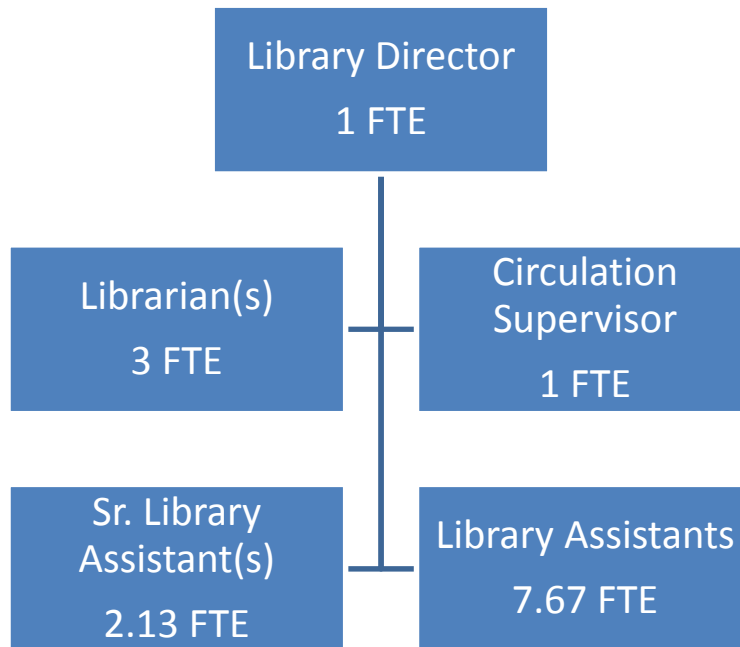 Library Director
1 FTE
Librarian(s)
3 FTE
Circulation
Supervisor
1 FTE
Sr. Library
Assistant(s)
2.13 FTE
Library Assistants
7.67 FTE